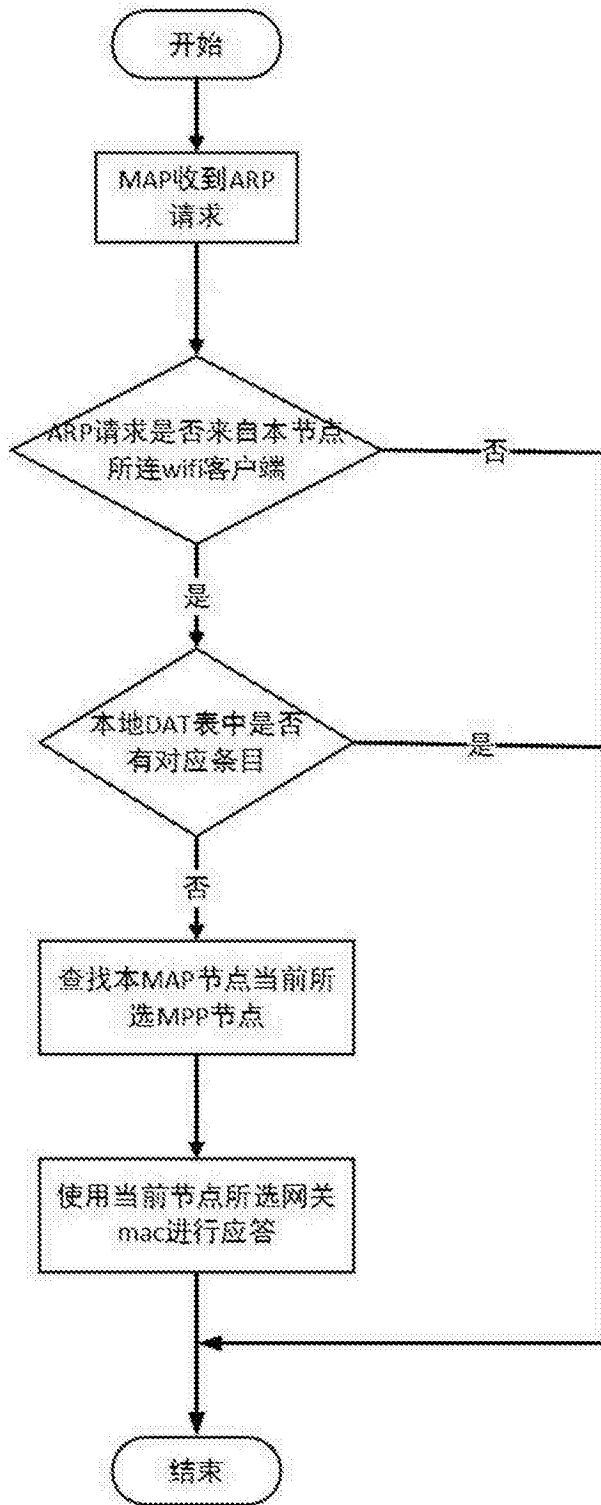 开始
MAP收到ARP
请求
ARP请求是否来自本节点
所连wifi客户端
否
是
本地DAT表中是否
有对应条目
是
否
查找本MAP节点当前所
选MPP节点
使用当前节点所选网关
mac进行应答
结束